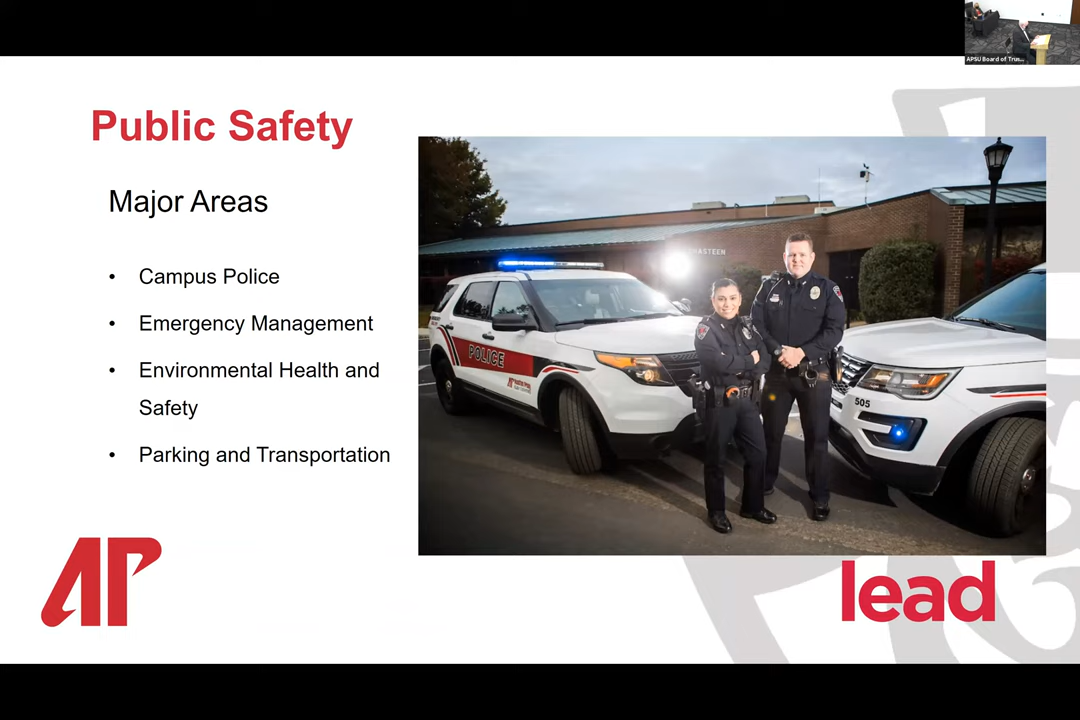 APSU Board of Trus...
Public Safety
Major Areas
• Campus Police
• Emergency Management
• Environmental Health and
Safety
• Parking and Transportation
POLICE
505
AP
lead